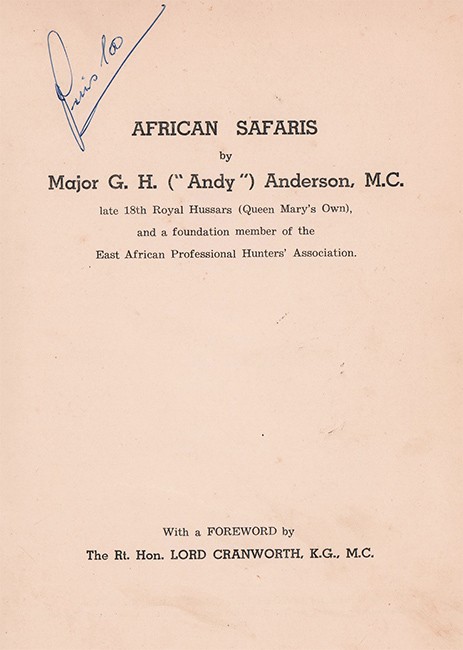 AFRICAN SAFARIS
by
Major G. H. ("Andy") Anderson, M.C.
late 18th Royal Hussars (Queen Mary's Own),
and a foundation member of the
East African Professional Hunters' Association.
With a FOREWORD by
The Rt. Hon. LORD CRANWORTH, K.G., M.C.